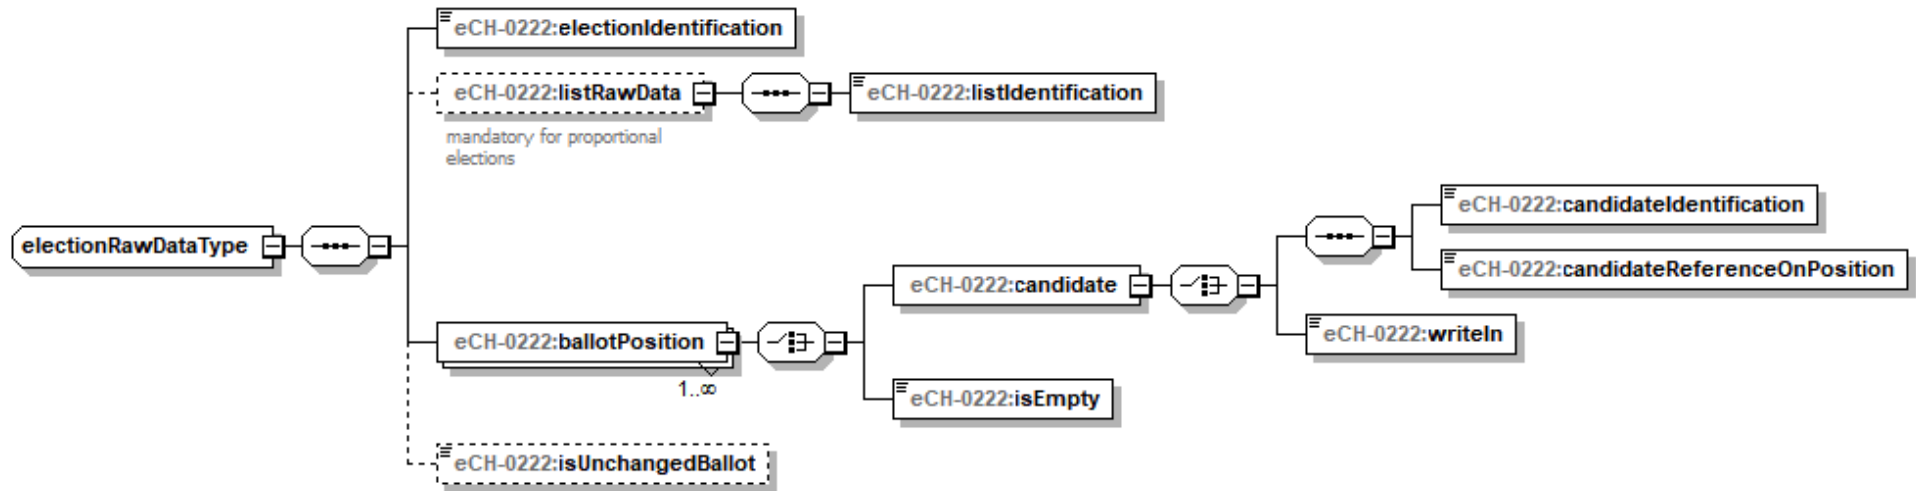 eCH-0222:electionIdentification
eCH-0222:listRawData
eCH-0222:listIdentification
mandatory for proportional
elections
eCH-0222:candidateIdentification
electionRawDataType
eCH-0222:candidateReferenceOnPosition
eCH-0222:candidate
eCH-0222:ballotPosition
eCH-0222:writeIn
1..∞
eCH-0222:isEmpty
eCH-0222:isUnchangedBallot